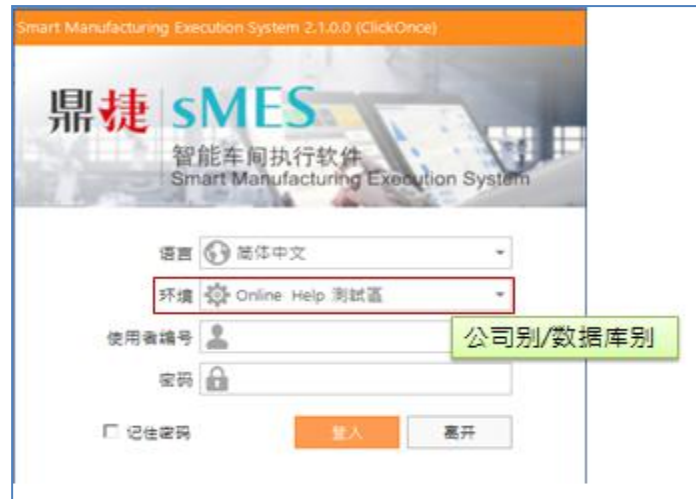 Smart Manufacturing Execution System 2.1.0.0 (ClickOnce)
鼎捷 sMES
智能车间执行软件
Smart Manufacturing Execution System
语言 简体中文
环境 Online Help 測試區
公司别/数据库别
使用者编号
密码
记住密码 登入 离开